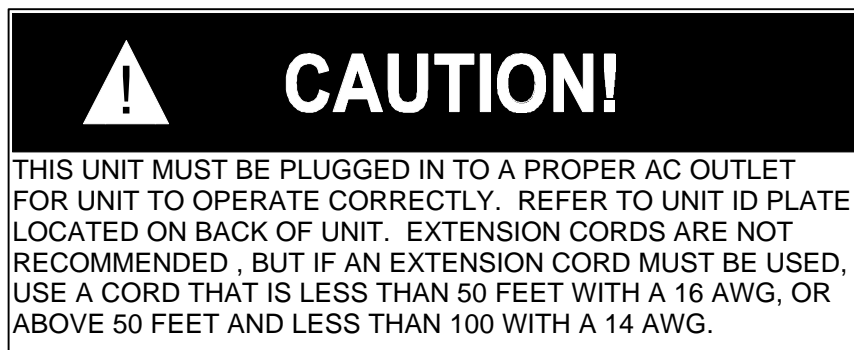 ! CAUTION!
THIS UNIT MUST BE PLUGGED IN TO A PROPER AC OUTLET
FOR UNIT TO OPERATE CORRECTLY.  REFER TO UNIT ID PLATE
LOCATED ON BACK OF UNIT.  EXTENSION CORDS ARE NOT
RECOMMENDED , BUT IF AN EXTENSION CORD MUST BE USED,
USE A CORD THAT IS LESS THAN 50 FEET WITH A 16 AWG, OR
ABOVE 50 FEET AND LESS THAN 100 WITH A 14 AWG.